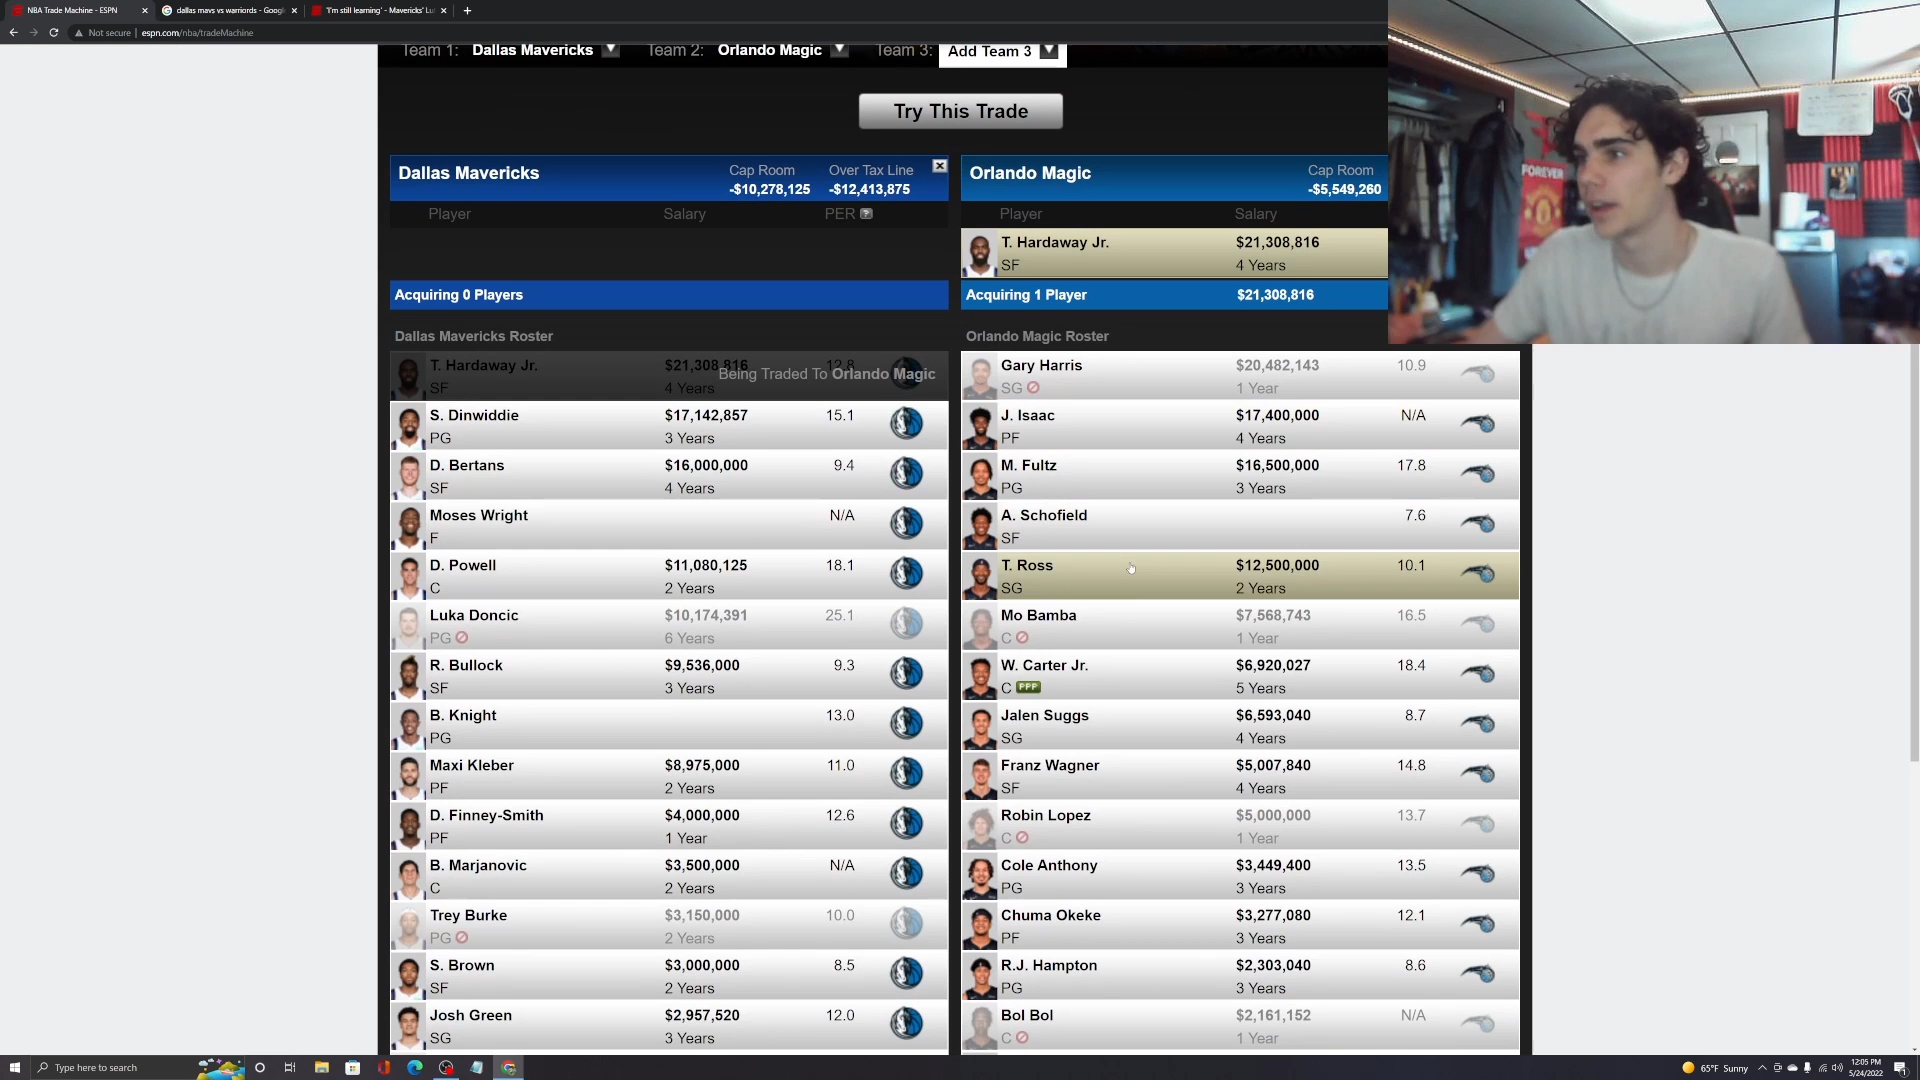 NBA Trade Machine - ESPN
dallas mavs vs warriords - Google
'I'm still learning' - Mavericks' Lu
Not secure | espn.com/nba/tradeMachine
Team 1: Dallas Mavericks Team 2: Orlando Magic Team 3: Add Team 3
Try This Trade
Dallas Mavericks
Cap Room Over Tax Line
-$10,278,125 -$12,413,875
Player Salary PER ?
Acquiring 0 Players
Orlando Magic
Cap Room
-$5,549,260
Player Salary
T. Hardaway Jr. $21,308,816
SF 4 Years
Acquiring 1 Player $21,308,816
Dallas Mavericks Roster
T. Hardaway Jr. $21,308,816 12.8
SF 4 Years
Being Traded To Orlando Magic
S. Dinwiddie $17,142,857 15.1
PG 3 Years
D. Bertans $16,000,000 9.4
SF 4 Years
Moses Wright N/A
F
D. Powell $11,080,125 18.1
C 2 Years
Luka Doncic $10,174,391 25.1
PG 6 Years
R. Bullock $9,536,000 9.3
SF 3 Years
B. Knight 13.0
PG
Maxi Kleber $8,975,000 11.0
PF 2 Years
D. Finney-Smith $4,000,000 12.6
PF 1 Year
B. Marjanovic $3,500,000 N/A
C 2 Years
Trey Burke $3,150,000 10.0
PG 2 Years
S. Brown $3,000,000 8.5
SF 2 Years
Josh Green $2,957,520 12.0
SG 3 Years
Orlando Magic Roster
Gary Harris $20,482,143 10.9
SG 1 Year
J. Isaac $17,400,000 N/A
PF 4 Years
M. Fultz $16,500,000 17.8
PG 3 Years
A. Schofield 7.6
SF
T. Ross $12,500,000 10.1
SG 2 Years
Mo Bamba $7,568,743 16.5
C 1 Year
W. Carter Jr. $6,920,027 18.4
C PPP 5 Years
Jalen Suggs $6,593,040 8.7
SG 4 Years
Franz Wagner $5,007,840 14.8
SF 4 Years
Robin Lopez $5,000,000 13.7
C 1 Year
Cole Anthony $3,449,400 13.5
PG 3 Years
Chuma Okeke $3,277,080 12.1
PF 3 Years
R.J. Hampton $2,303,040 8.6
PG 3 Years
Bol Bol $2,161,152 N/A
C 1 Year
FOREVER
Type here to search
65°F Sunny
12:05 PM
5/24/2022